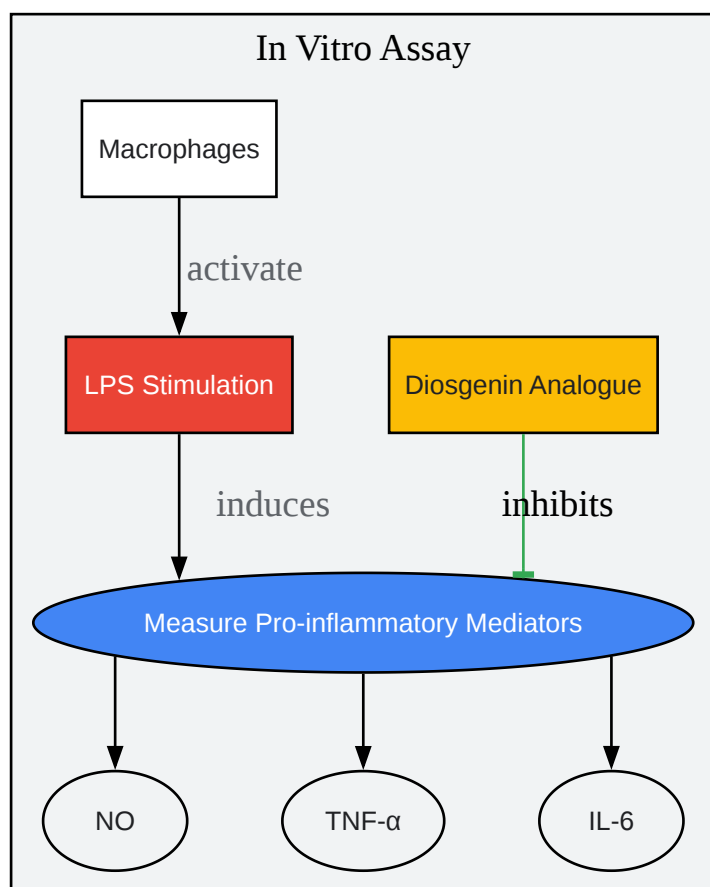 In Vitro Assay
Macrophages
activate
LPS Stimulation
Diosgenin Analogue
induces
inhibits
Measure Pro-inflammatory Mediators
NO
TNF-α
IL-6